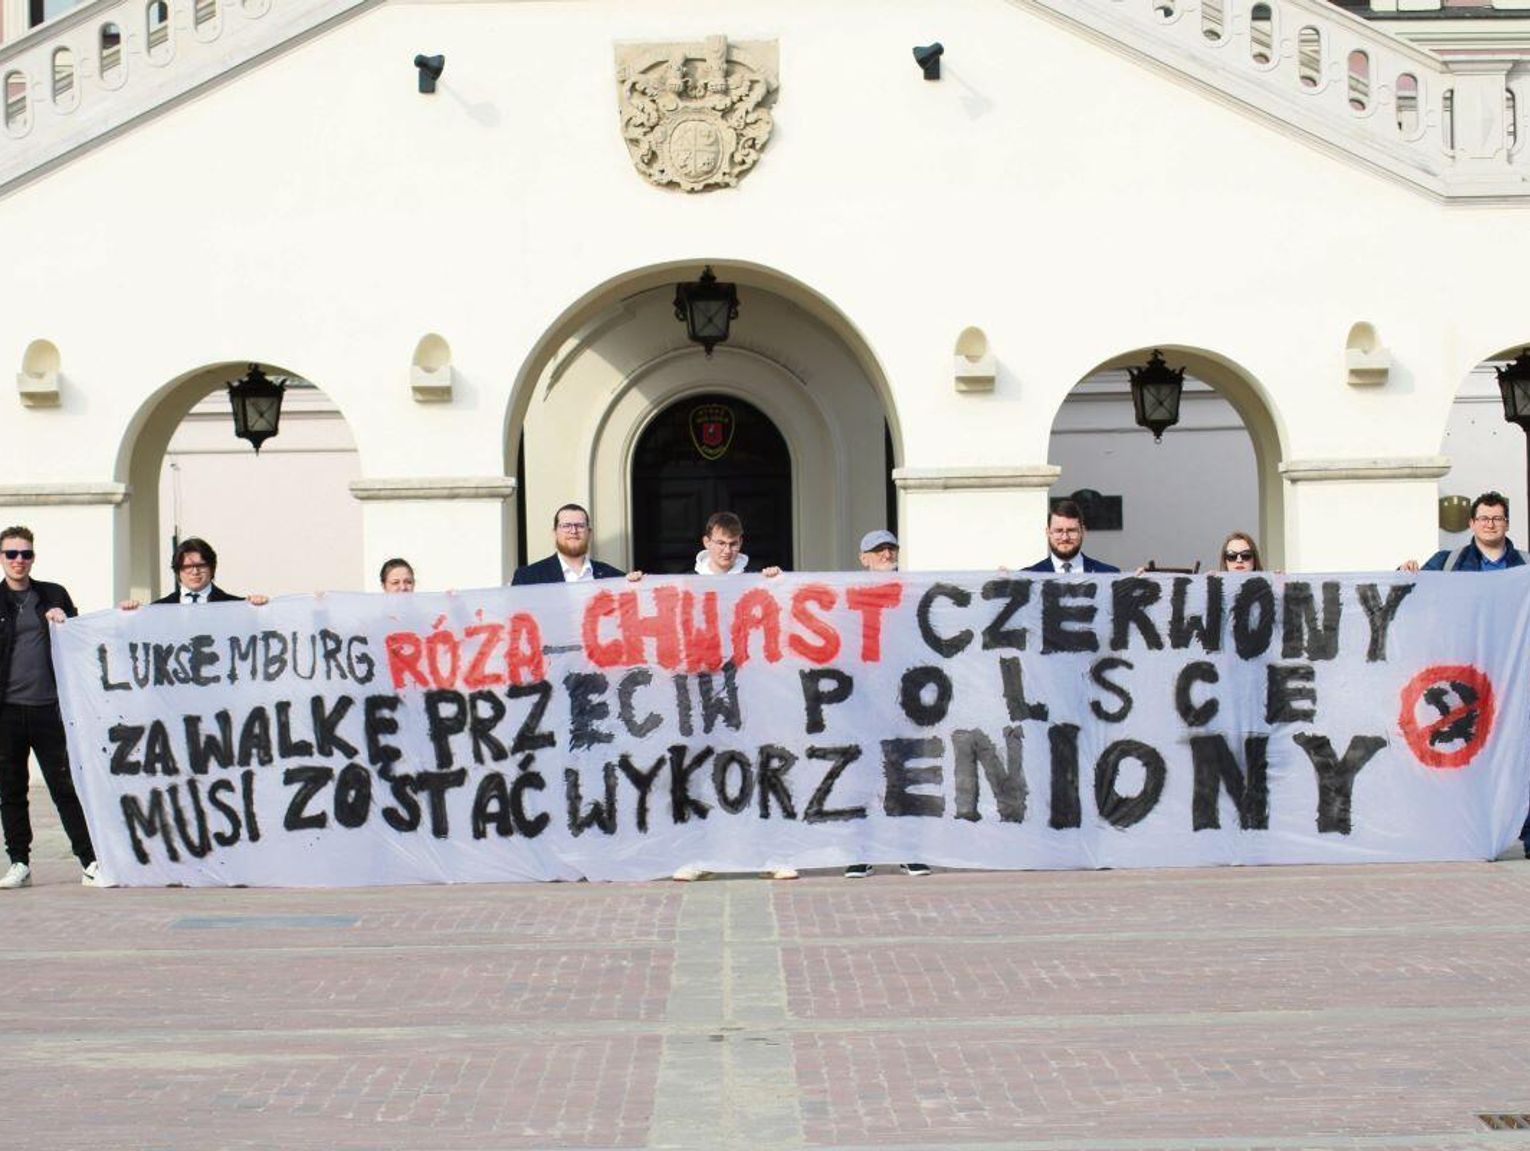 LUKSEMBURG RÓŻA-CHWAST CZERWONY
ZA WALKĘ PRZECIW POLSCE
MUSI ZOSTAĆ WYKORZENIONY